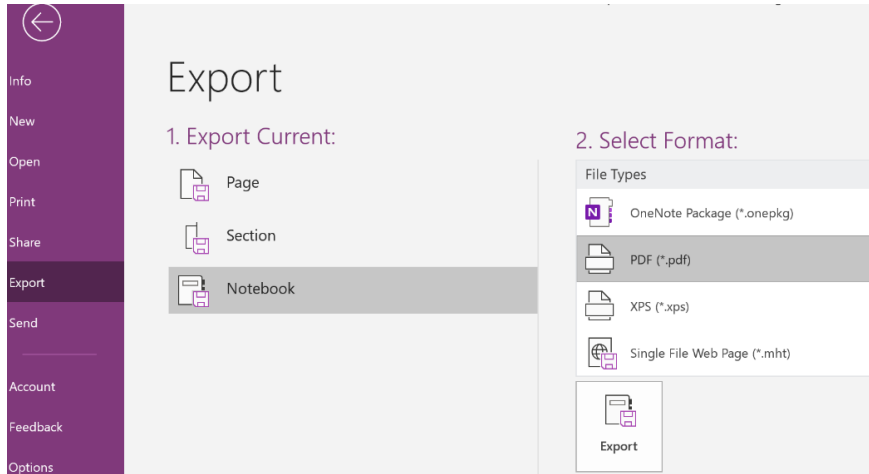 Info
New
Open
Print
Share
Export
Send
Account
Feedback
Options
Export
1. Export Current:
Page
Section
Notebook
2. Select Format:
File Types
OneNote Package (*.onepkg)
PDF (*.pdf)
XPS (*.xps)
Single File Web Page (*.mht)
Export